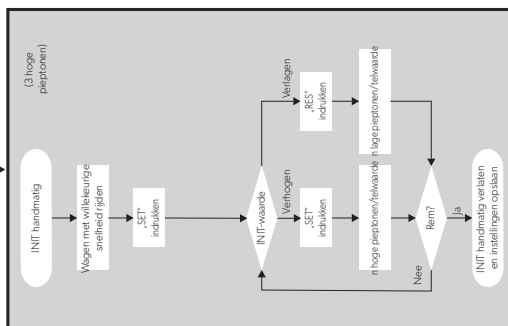 (3 hoge
pieptonen)
INIT handmatig
Wagen met willekeurige
snelheid rijden
„SET“
indrukken
INIT-waarde
Verhogen
Verlagen
„SET“
indrukken
„RES“
indrukken
n hoge pieptonen/telwaarde
n lage pieptonen/telwaarde
Rem?
Nee
Ja
INIT handmatig verlaten
en instellingen opslaan